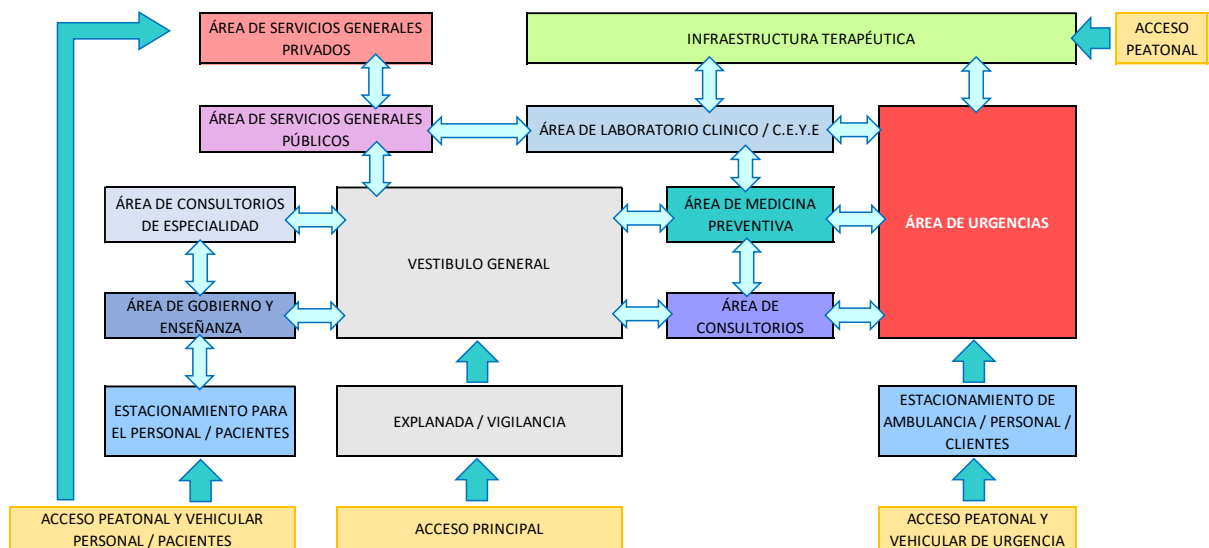 ÁREA DE SERVICIOS GENERALES
PRIVADOS
INFRAESTRUCTURA TERAPÉUTICA
ACCESO
PEATONAL
ÁREA DE SERVICIOS GENERALES
PÚBLICOS
ÁREA DE LABORATORIO CLINICO / C.E.Y.E
ÁREA DE CONSULTORIOS
DE ESPECIALIDAD
VESTIBULO GENERAL
ÁREA DE MEDICINA
PREVENTIVA
ÁREA DE URGENCIAS
ÁREA DE GOBIERNO Y
ENSEÑANZA
ÁREA DE
CONSULTORIOS
ESTACIONAMIENTO PARA
EL PERSONAL / PACIENTES
EXPLANADA / VIGILANCIA
ESTACIONAMIENTO DE
AMBULANCIA / PERSONAL /
CLIENTES
ACCESO PEATONAL Y VEHICULAR
PERSONAL / PACIENTES
ACCESO PRINCIPAL
ACCESO PEATONAL Y
VEHICULAR DE URGENCIA